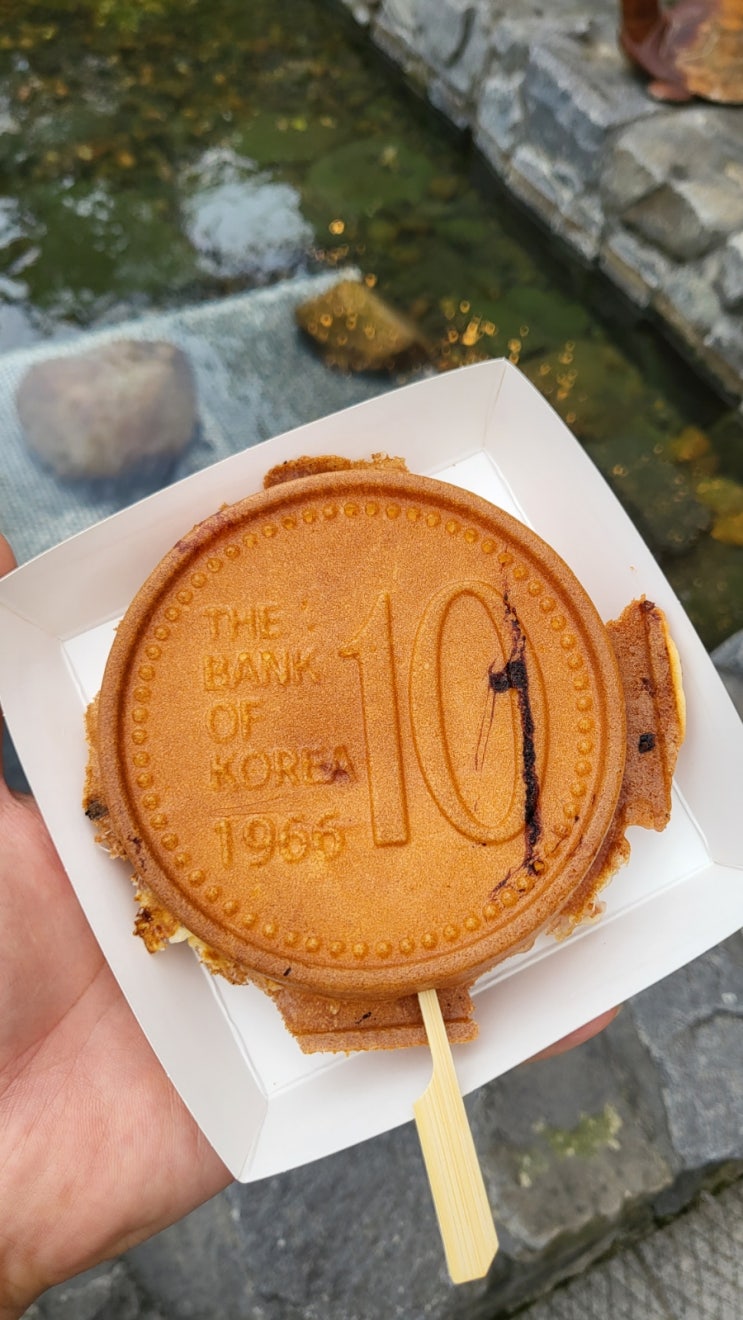 THE
BANK
OF
KOREA
1966
10